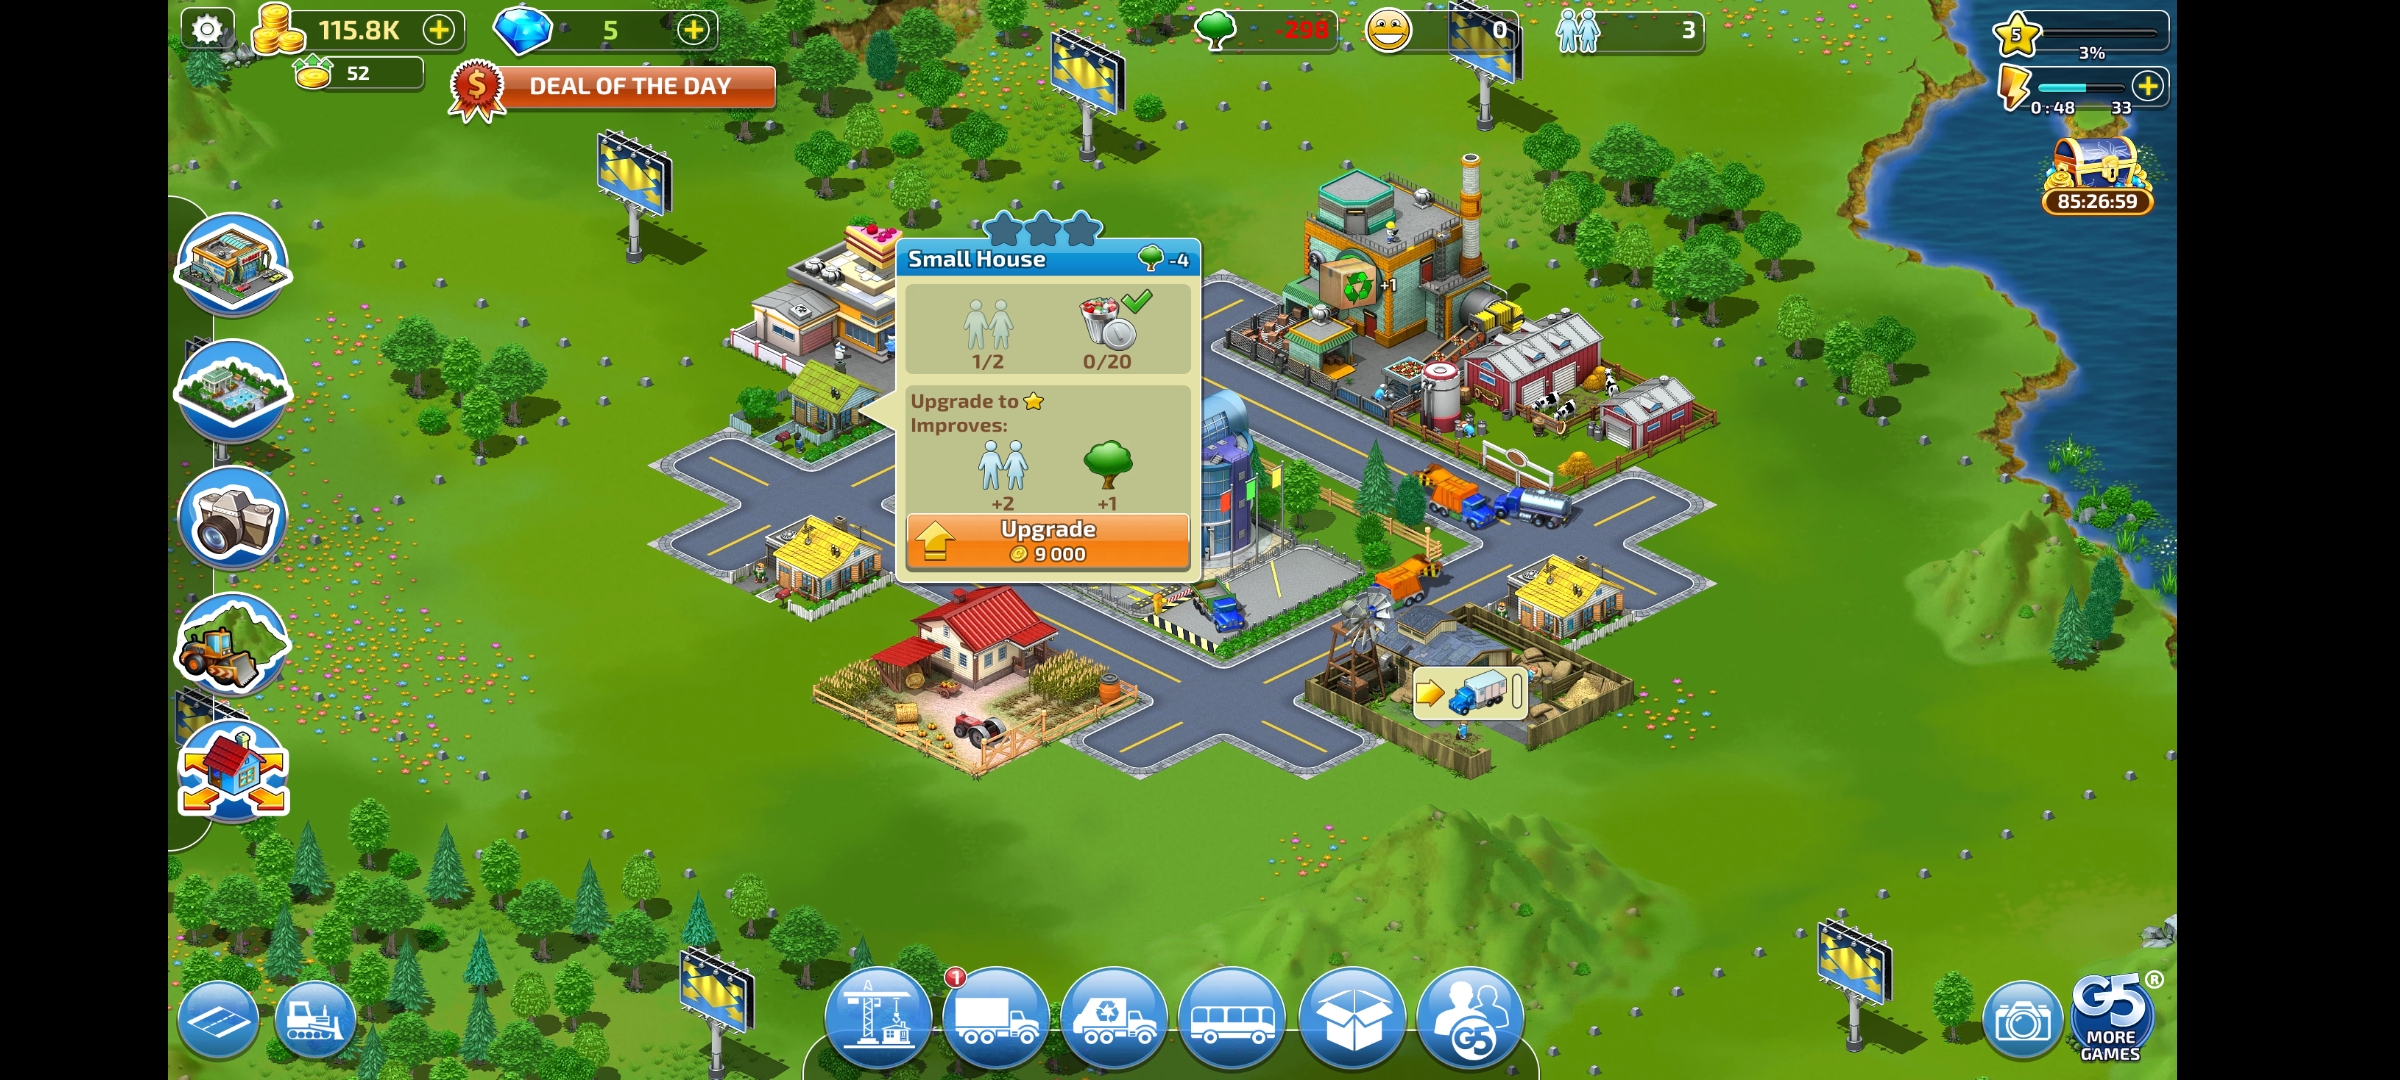 115.8K
5
-298
0
3
5
3%
52
DEAL OF THE DAY
0:48
33
85:26:59
Small House
-4
1/2
0/20
+1
Upgrade to
Improves:
+2
+1
Upgrade
9 000
1
A
G5
G5 ®
MORE
GAMES